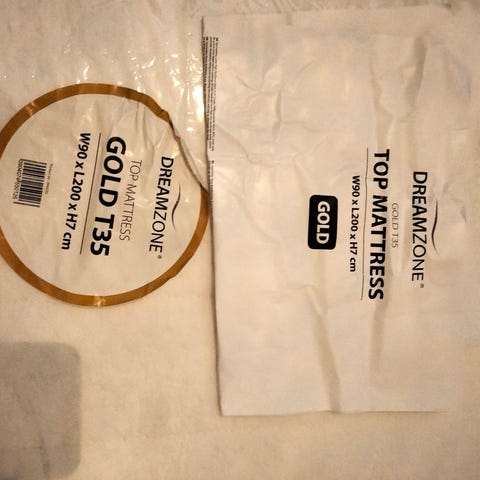 DREAMZONE®
TOP MATTRESS
GOLD T35
W90 x L200 x H7 cm
DREAMZONE®
GOLD T35
TOP MATTRESS
W90 x L200 x H7 cm
GOLD